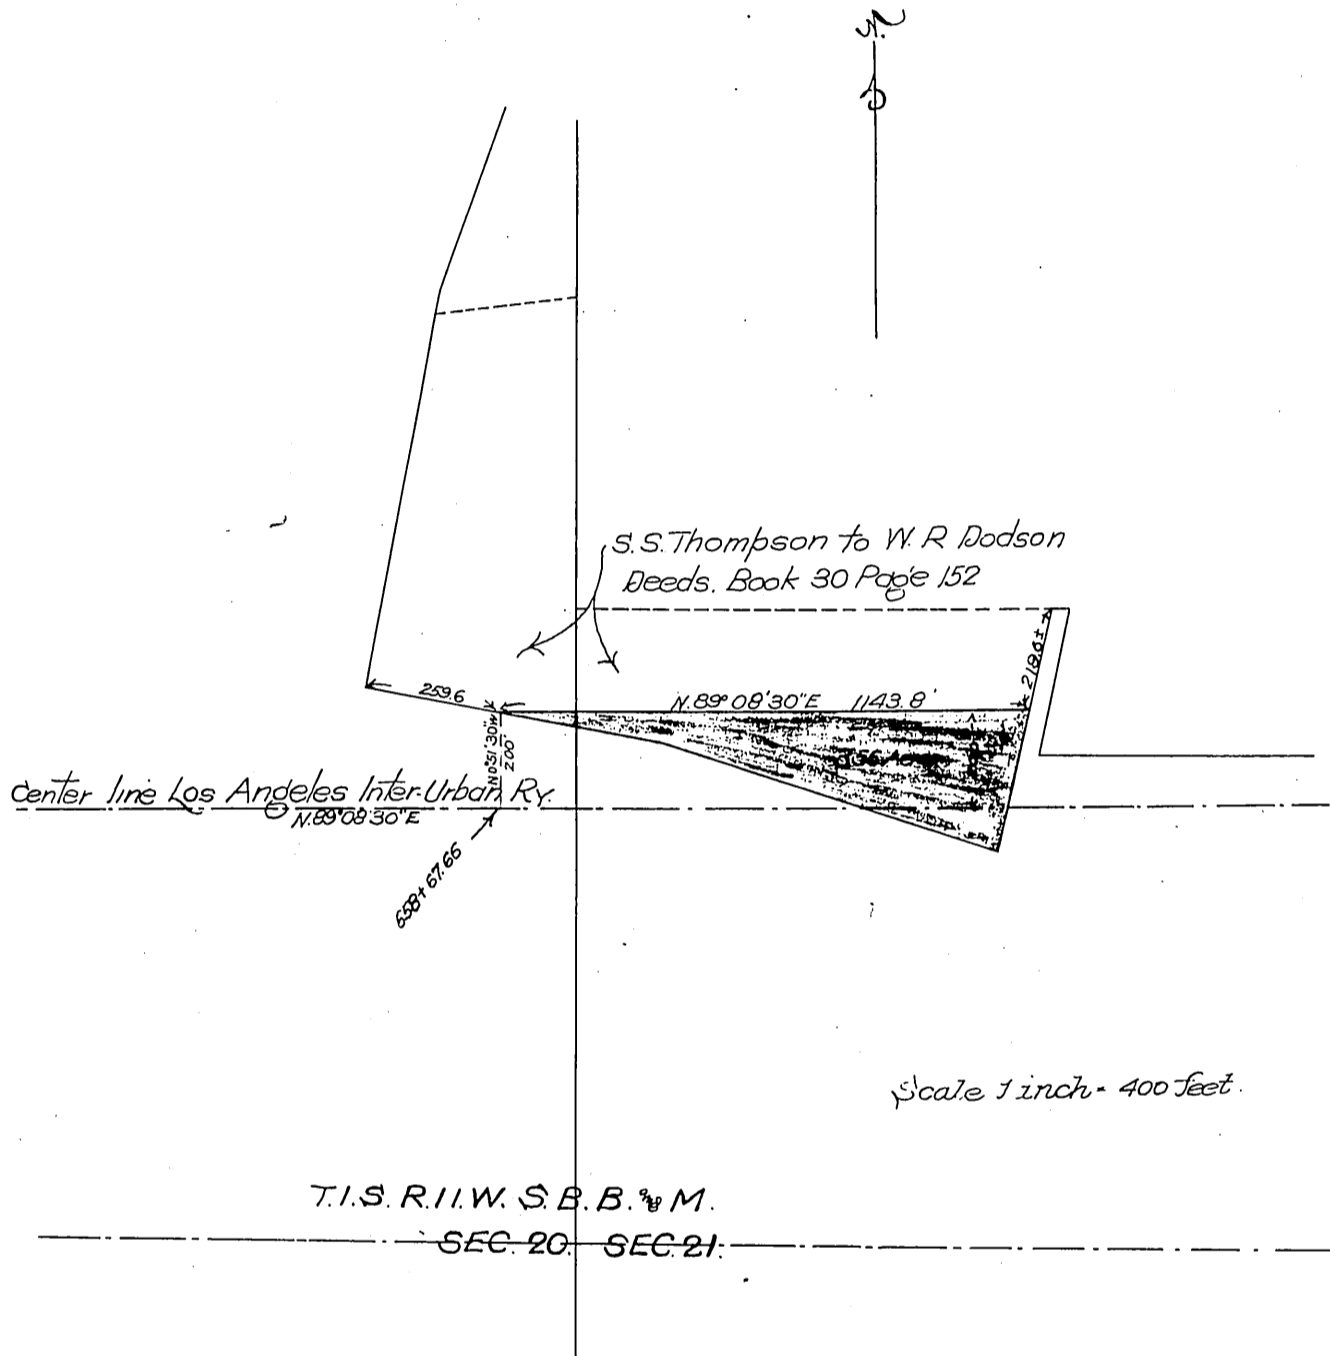 N.
S.S. Thompson to W. R Dodson
Deeds. Book 30 Page 152
218.6±
259.6
N. 89° 08' 30" E 1143.8'
N 0° 51' 30" W
200'
Center line Los Angeles Inter-Urban Ry.
N. 89° 08' 30" E
658+67.66
Scale 1 inch = 400 feet.
T.1.S. R.11.W. S.B.B. & M.
SEC. 20. SEC. 21.